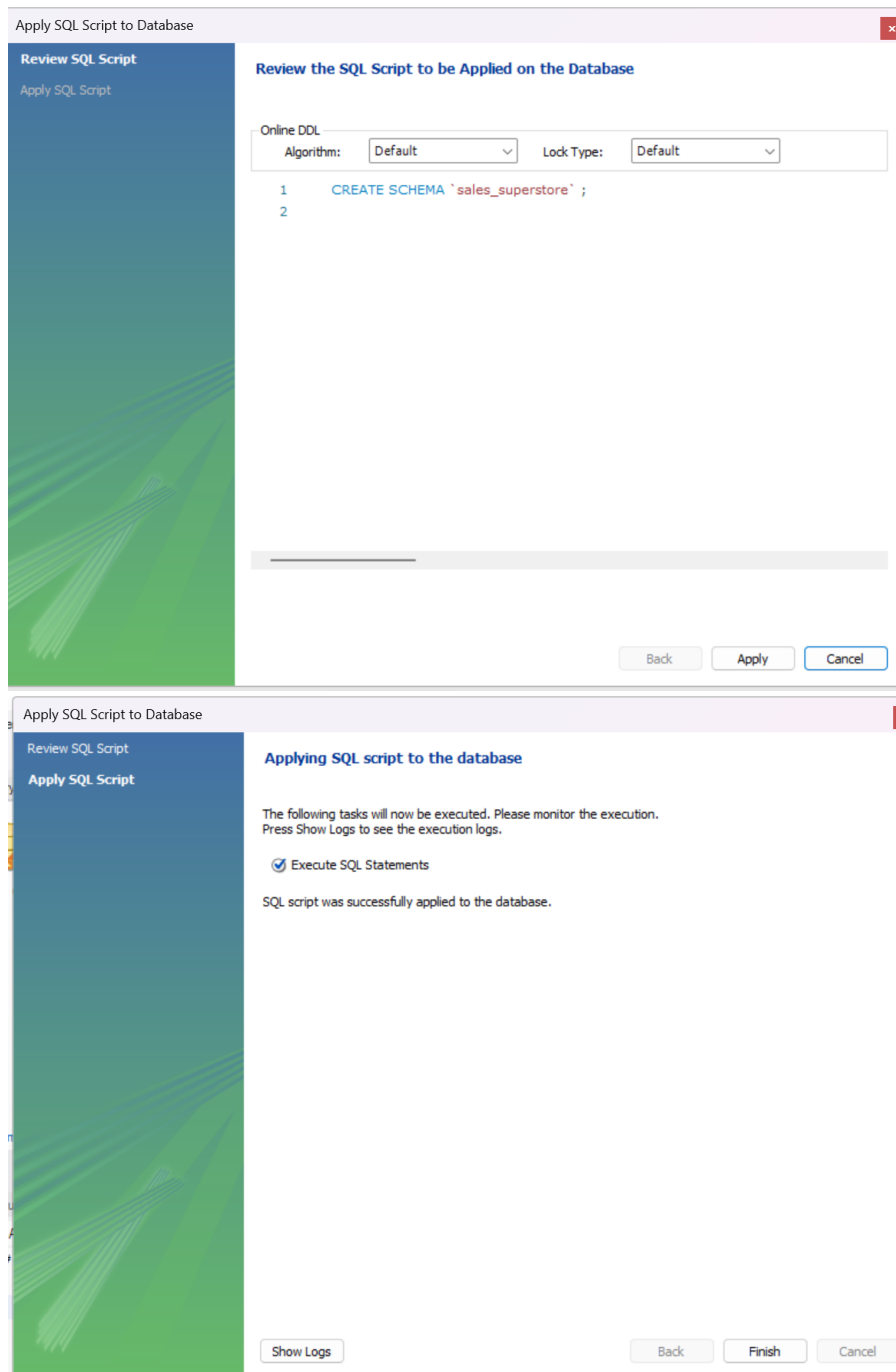 Apply SQL Script to Database
Review SQL Script
Apply SQL Script
Review the SQL Script to be Applied on the Database
Online DDL
Algorithm: Default Lock Type: Default
1 CREATE SCHEMA `sales_superstore` ;
2
Back Apply Cancel
Apply SQL Script to Database
Review SQL Script
Apply SQL Script
Applying SQL script to the database
The following tasks will now be executed. Please monitor the execution.
Press Show Logs to see the execution logs.
Execute SQL Statements
SQL script was successfully applied to the database.
Show Logs Back Finish Cancel